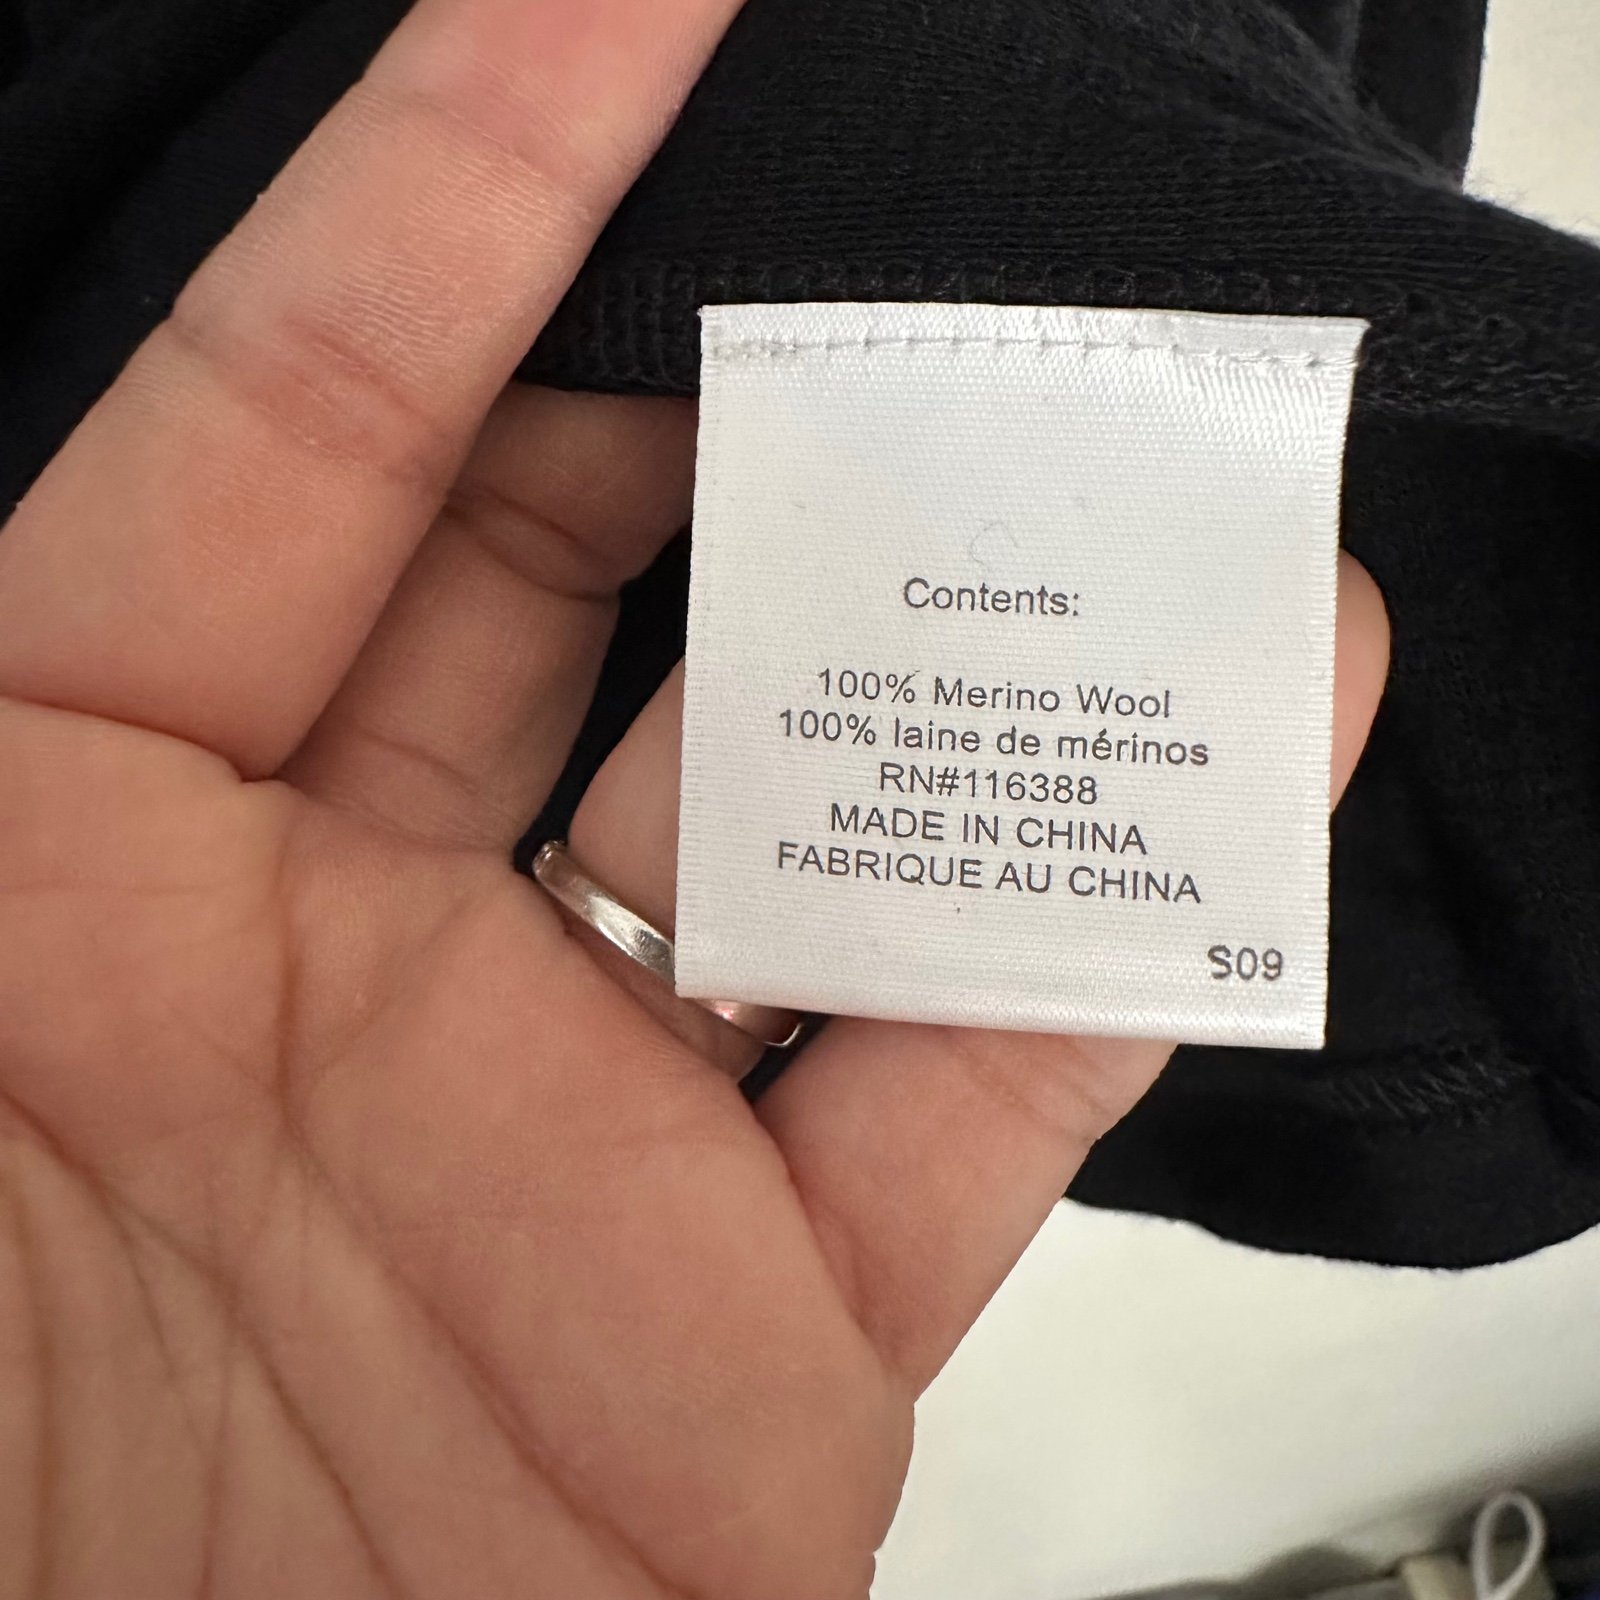 Contents:
100% Merino Wool
100% laine de mérinos
RN#116388
MADE IN CHINA
FABRIQUE AU CHINA
S09